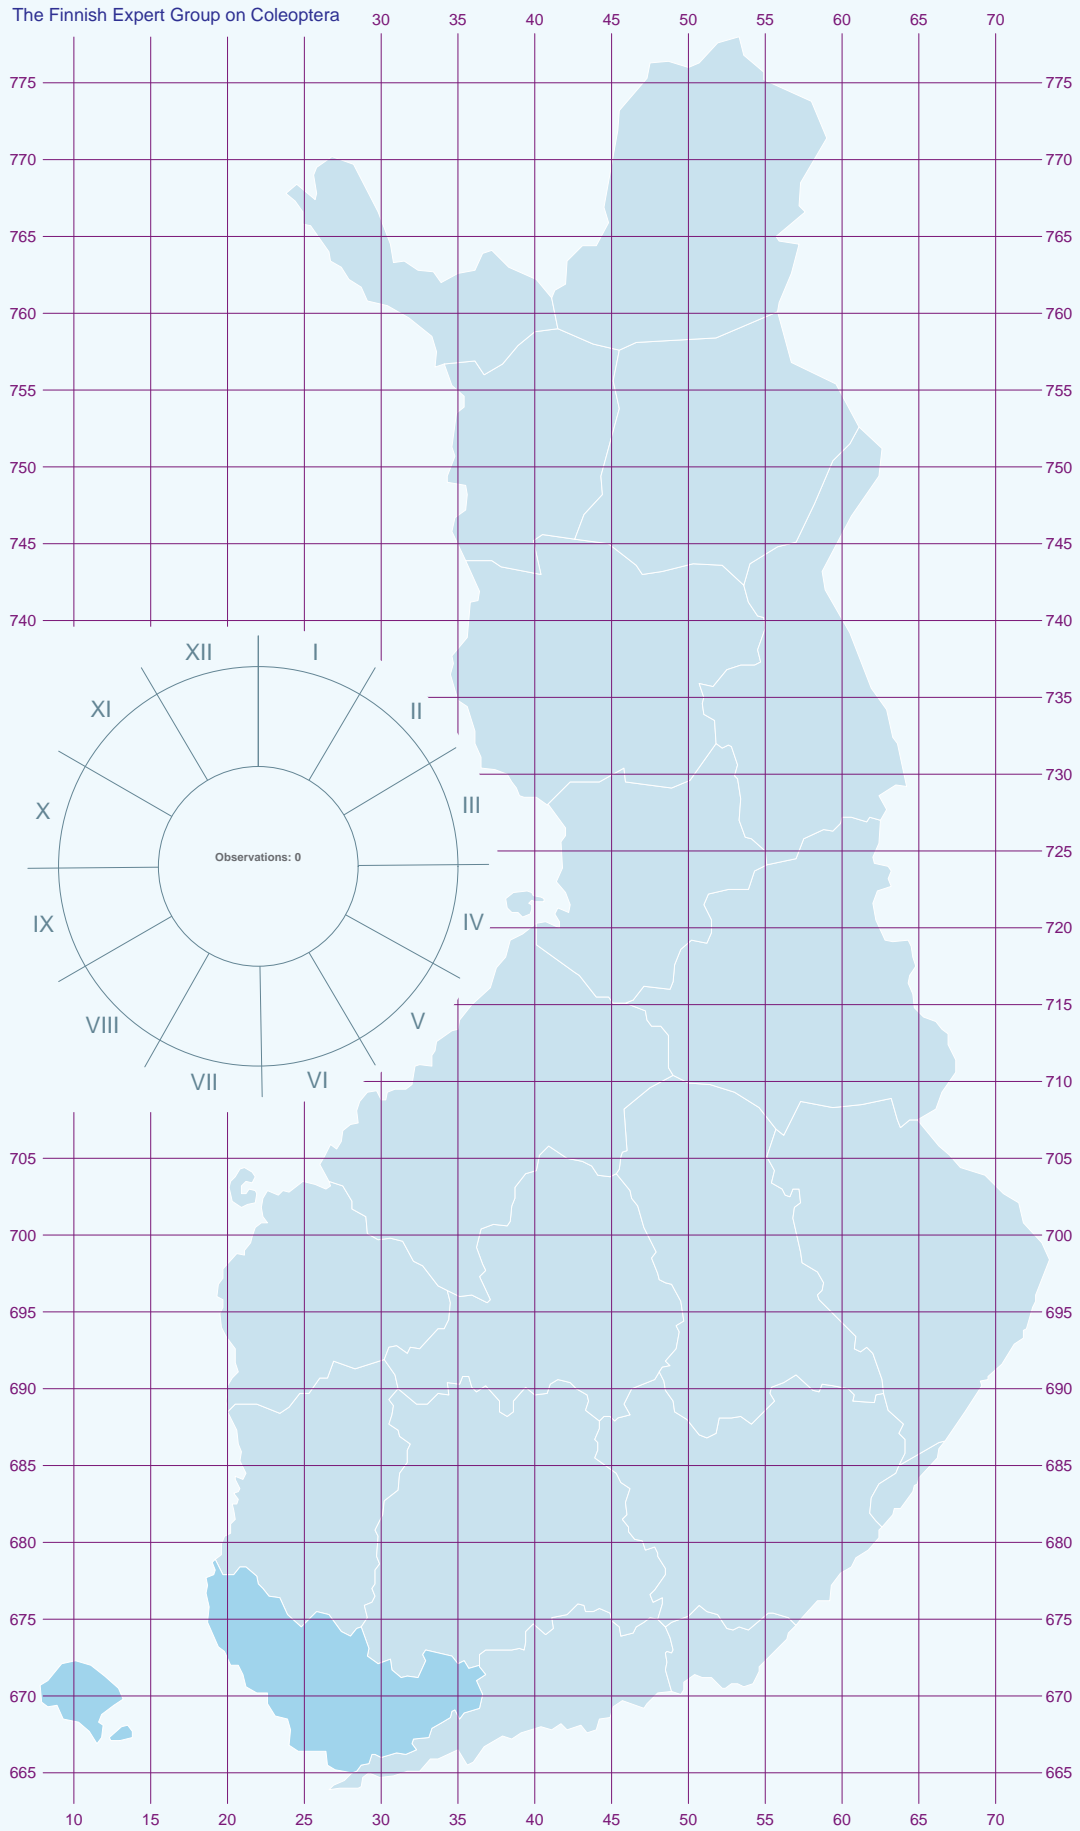 The Finnish Expert Group on Coleoptera
30 35 40 45 50 55 60 65 70
775 775
770 770
765 765
760 760
755 755
750 750
745 745
740 740
XII I
XI II
735
730
X III
Observations: 0
725
IX IV
720
715
VIII V
VII VI
710
705 705
700 700
695 695
690 690
685 685
680 680
675 675
670 670
665 665
10 15 20 25 30 35 40 45 50 55 60 65 70